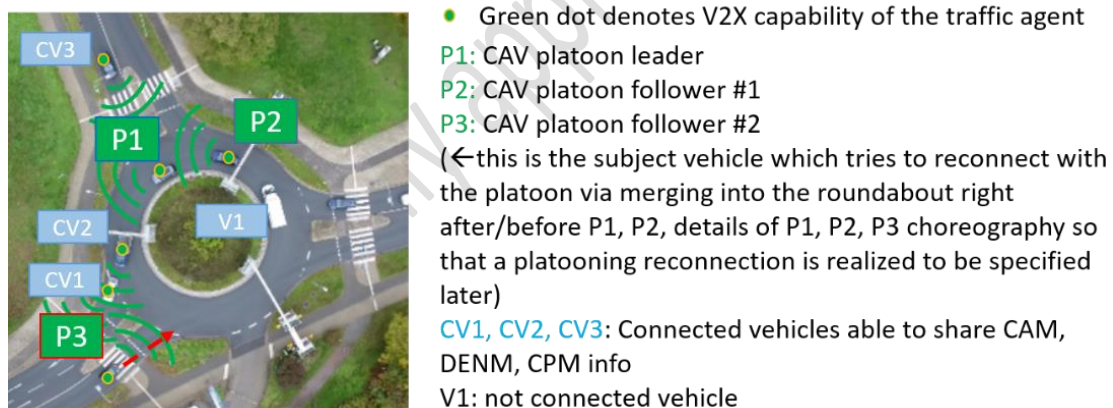 CV3
P1
P2
CV2
V1
CV1
P3
Green dot denotes V2X capability of the traffic agent
P1: CAV platoon leader
P2: CAV platoon follower #1
P3: CAV platoon follower #2
(←this is the subject vehicle which tries to reconnect with
the platoon via merging into the roundabout right
after/before P1, P2, details of P1, P2, P3 choreography so
that a platooning reconnection is realized to be specified
later)
CV1, CV2, CV3: Connected vehicles able to share CAM,
DENM, CPM info
V1: not connected vehicle